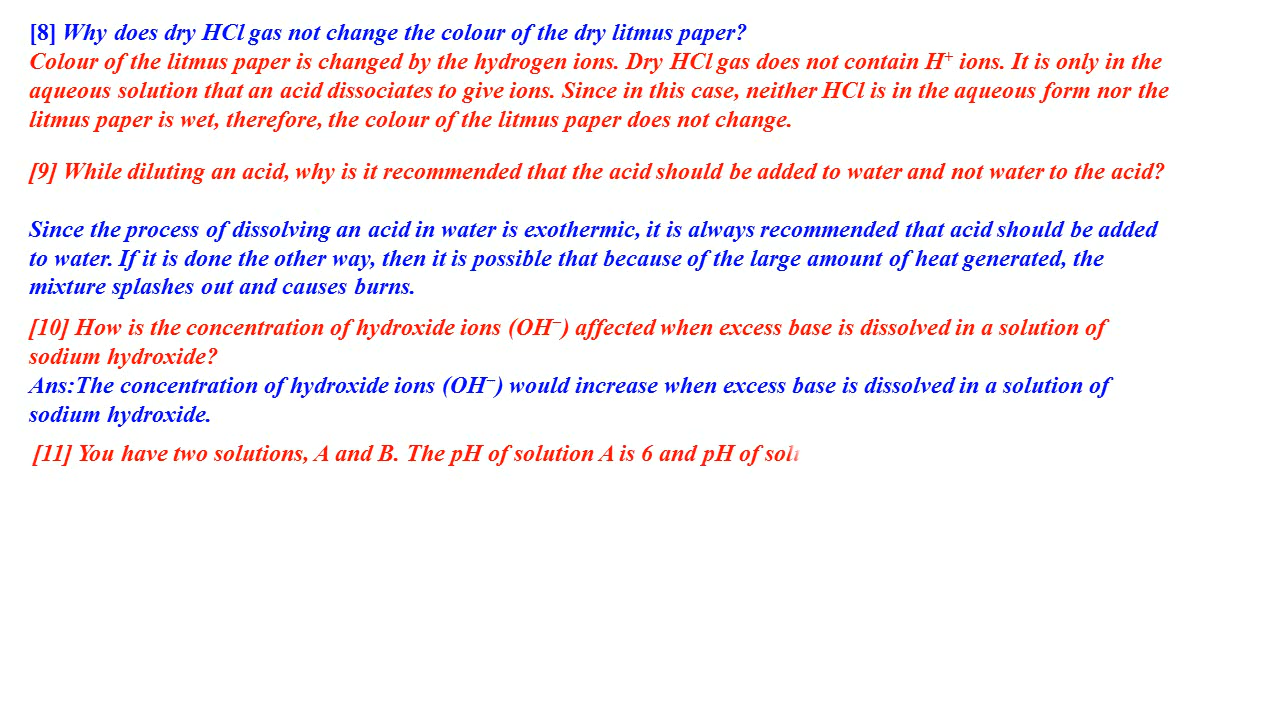 [8] Why does dry HCl gas not change the colour of the dry litmus paper?
Colour of the litmus paper is changed by the hydrogen ions. Dry HCl gas does not contain H⁺ ions. It is only in the
aqueous solution that an acid dissociates to give ions. Since in this case, neither HCl is in the aqueous form nor the
litmus paper is wet, therefore, the colour of the litmus paper does not change.
[9] While diluting an acid, why is it recommended that the acid should be added to water and not water to the acid?
Since the process of dissolving an acid in water is exothermic, it is always recommended that acid should be added
to water. If it is done the other way, then it is possible that because of the large amount of heat generated, the
mixture splashes out and causes burns.
[10] How is the concentration of hydroxide ions (OH⁻) affected when excess base is dissolved in a solution of
sodium hydroxide?
Ans:The concentration of hydroxide ions (OH⁻) would increase when excess base is dissolved in a solution of
sodium hydroxide.
[11] You have two solutions, A and B. The pH of solution A is 6 and pH of